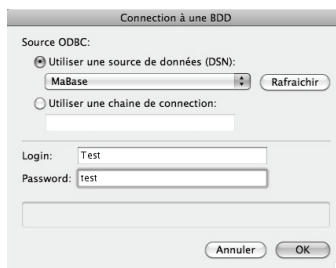 Connection à une BDD
Source ODBC:
Utiliser une source de données (DSN):
MaBase
Rafraichir
Utiliser une chaine de connection:
Login: Test
Password: test
Annuler OK